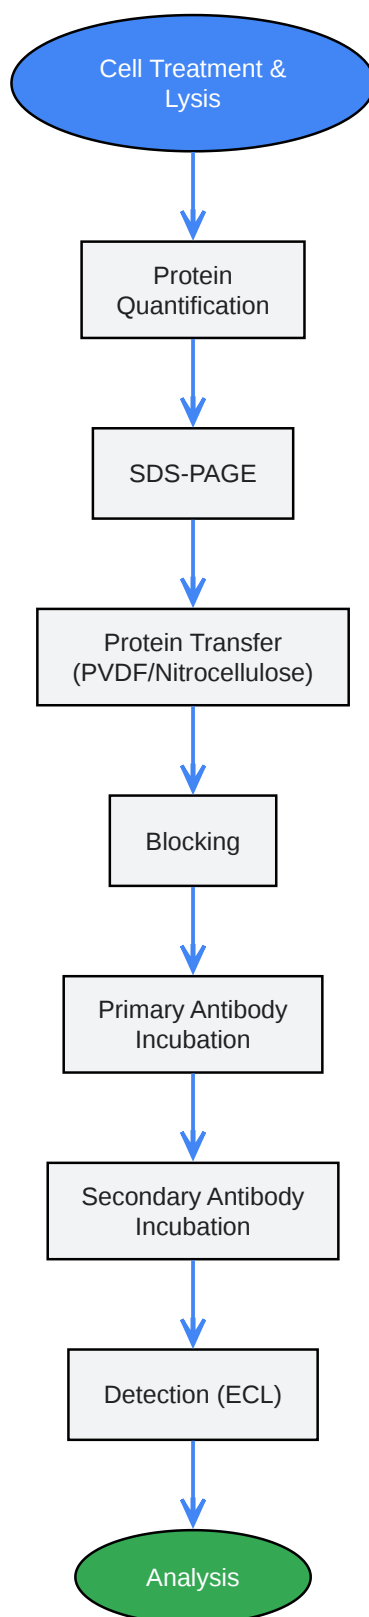 Cell Treatment &
Lysis
Protein
Quantification
SDS-PAGE
Protein Transfer
(PVDF/Nitrocellulose)
Blocking
Primary Antibody
Incubation
Secondary Antibody
Incubation
Detection (ECL)
Analysis